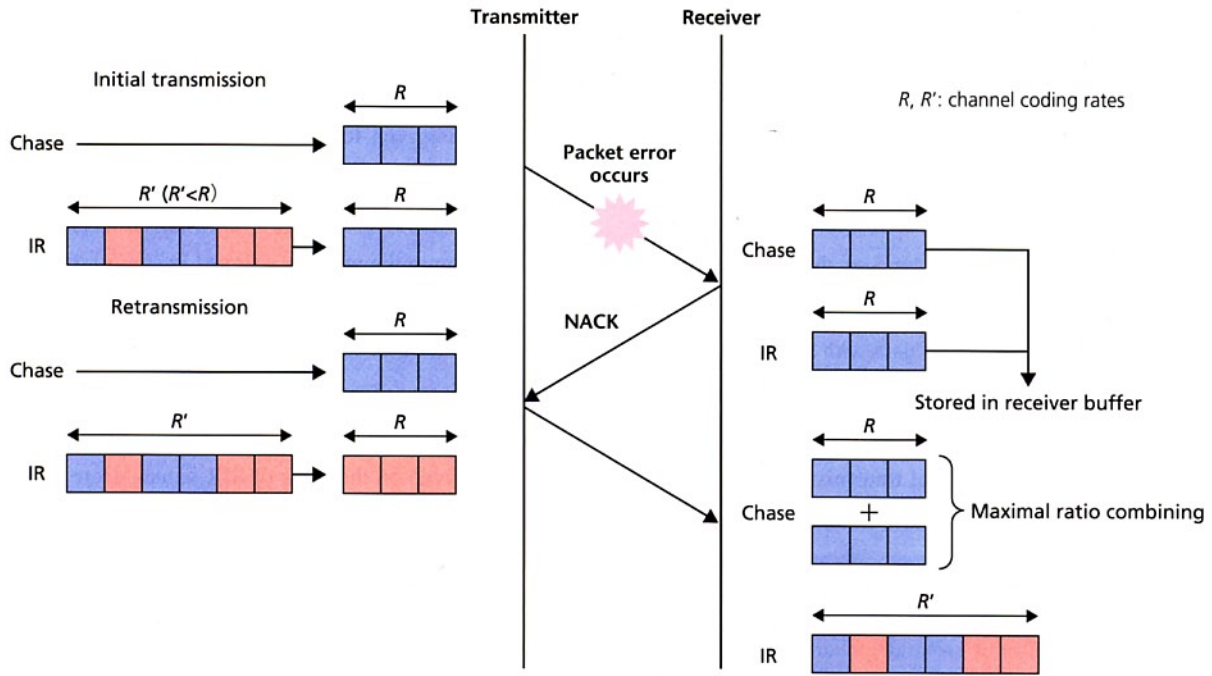 Transmitter
Receiver
Initial transmission
R
R, R': channel coding rates
Chase
Packet error
occurs
R' (R'<R)
R
IR
R
Chase
Retransmission
R
NACK
R
IR
Chase
Stored in receiver buffer
R'
R
R
IR
Chase
+
Maximal ratio combining
R'
IR